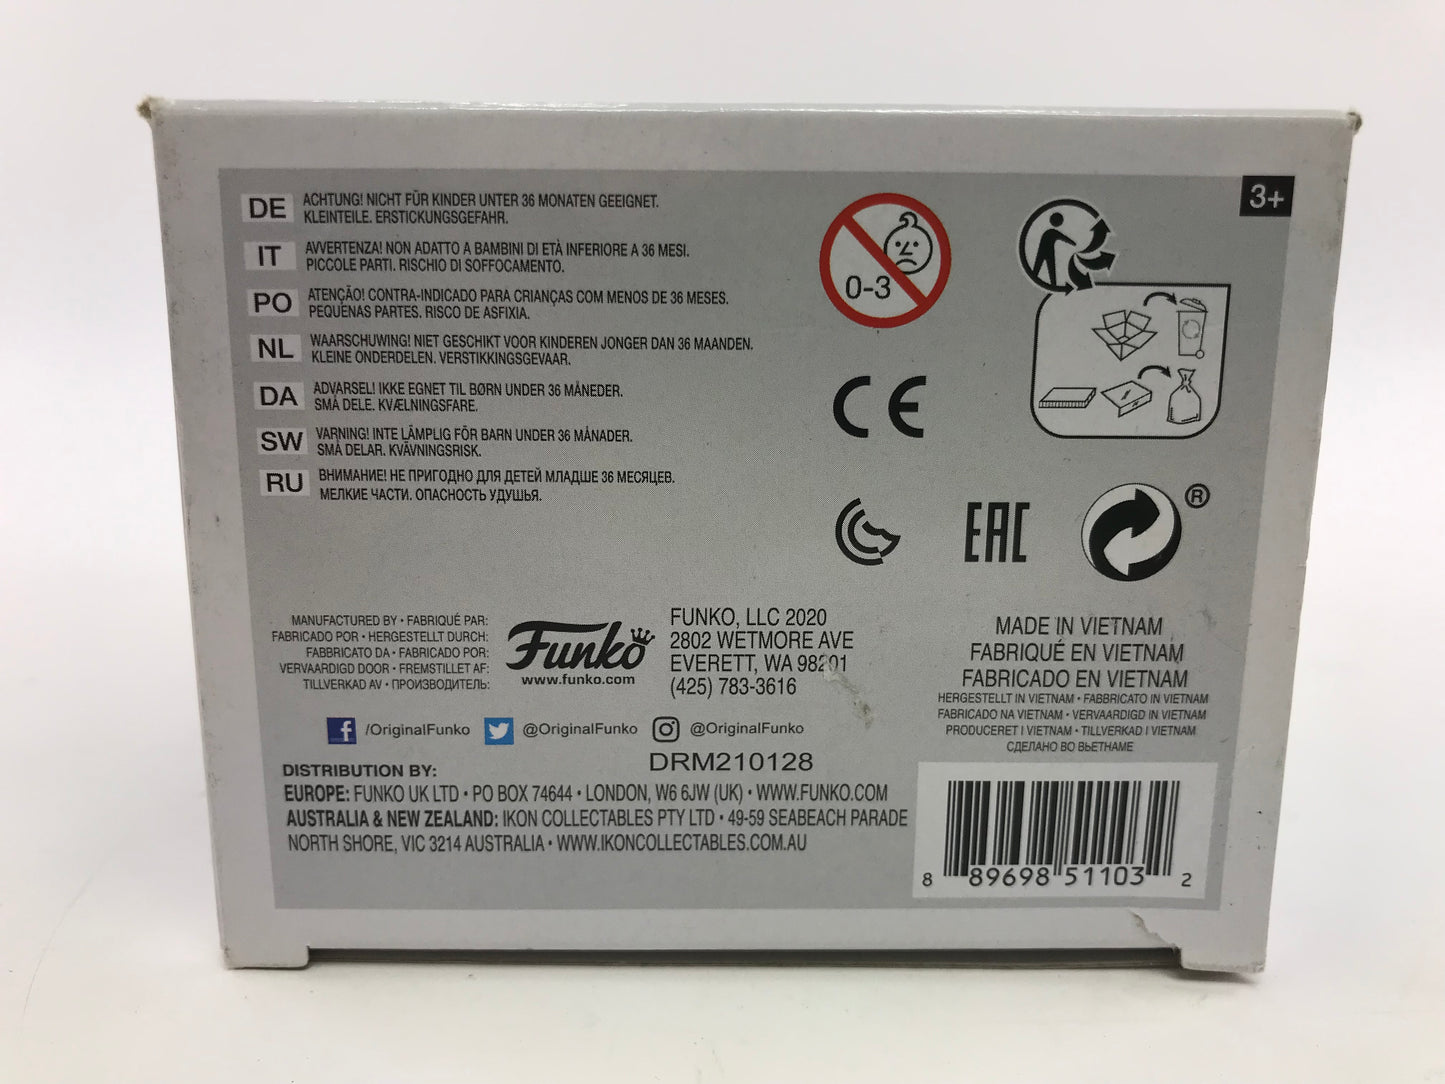 3+
DE ACHTUNG! NICHT FÜR KINDER UNTER 36 MONATEN GEEIGNET.
KLEINTEILE. ERSTICKUNGSGEFAHR.
IT AVVERTENZA! NON ADATTO A BAMBINI DI ETÀ INFERIORE A 36 MESI.
PICCOLE PARTI. RISCHIO DI SOFFOCAMENTO.
PO ATENÇÃO! CONTRA-INDICADO PARA CRIANÇAS COM MENOS DE 36 MESES.
PEQUENAS PARTES. RISCO DE ASFIXIA.
NL WAARSCHUWING! NIET GESCHIKT VOOR KINDEREN JONGER DAN 36 MAANDEN.
KLEINE ONDERDELEN. VERSTIKKINGSGEVAAR.
DA ADVARSEL! IKKE EGNET TIL BØRN UNDER 36 MÅNEDER.
SMÅ DELE. KVÆLNINGSFARE.
SW VARNING! INTE LÄMPLIG FÖR BARN UNDER 36 MÅNADER.
SMÅ DELAR. KVÄVNINGSRISK.
RU ВНИМАНИЕ! НЕ ПРИГОДНО ДЛЯ ДЕТЕЙ МЛАДШЕ 36 МЕСЯЦЕВ.
МЕЛКИЕ ЧАСТИ. ОПАСНОСТЬ УДУШЬЯ.
0-3
CE
EAC
®
MANUFACTURED BY • FABRIQUÉ PAR:
FABRICADO POR • HERGESTELLT DURCH:
FABBRICATO DA • FABRICADO POR:
VERVAARDIGD DOOR • FREMSTILLET AF:
TILLVERKAD AV • ПРОИЗВОДИТЕЛЬ:
Funko
www.funko.com
FUNKO, LLC 2020
2802 WETMORE AVE
EVERETT, WA 98201
(425) 783-3616
MADE IN VIETNAM
FABRIQUÉ EN VIETNAM
FABRICADO EN VIETNAM
HERGESTELLT IN VIETNAM • FABBRICATO IN VIETNAM
FABRICADO NA VIETNAM • VERVAARDIGD IN VIETNAM
PRODUCERET I VIETNAM • TILLVERKAD I VIETNAM
СДЕЛАНО ВО ВЬЕТНАМЕ
f /OriginalFunko @OriginalFunko @OriginalFunko
DRM210128
DISTRIBUTION BY:
EUROPE: FUNKO UK LTD • PO BOX 74644 • LONDON, W6 6JW (UK) • WWW.FUNKO.COM
AUSTRALIA & NEW ZEALAND: IKON COLLECTABLES PTY LTD • 49-59 SEABEACH PARADE
NORTH SHORE, VIC 3214 AUSTRALIA • WWW.IKONCOLLECTABLES.COM.AU
8 89698 51103 2